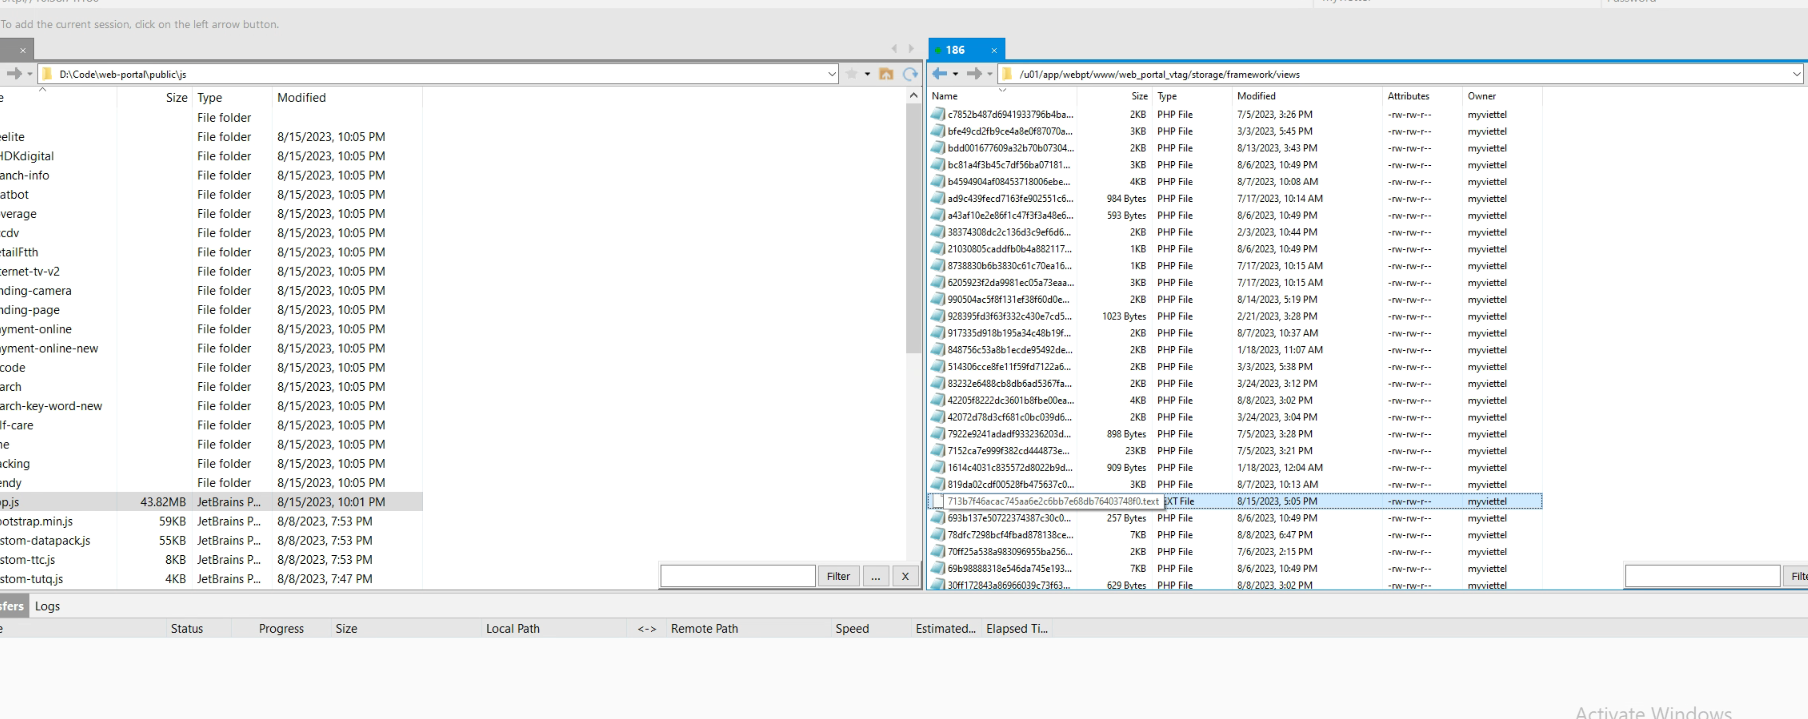 To add the current session, click on the left arrow button.
186
D:\Code\web-portal\public\js
/u01/app/webpt/www/web_portal_vtag/storage/framework/views
Size Type Modified
File folder
elite File folder 8/15/2023, 10:05 PM
HDKdigital File folder 8/15/2023, 10:05 PM
anch-info File folder 8/15/2023, 10:05 PM
atbot File folder 8/15/2023, 10:05 PM
verage File folder 8/15/2023, 10:05 PM
cdv File folder 8/15/2023, 10:05 PM
etailFtth File folder 8/15/2023, 10:05 PM
ternet-tv-v2 File folder 8/15/2023, 10:05 PM
nding-camera File folder 8/15/2023, 10:05 PM
nding-page File folder 8/15/2023, 10:05 PM
yment-online File folder 8/15/2023, 10:05 PM
yment-online-new File folder 8/15/2023, 10:05 PM
code File folder 8/15/2023, 10:05 PM
arch File folder 8/15/2023, 10:05 PM
arch-key-word-new File folder 8/15/2023, 10:05 PM
lf-care File folder 8/15/2023, 10:05 PM
ne File folder 8/15/2023, 10:05 PM
acking File folder 8/15/2023, 10:05 PM
endy File folder 8/15/2023, 10:05 PM
pp.js 43.82MB JetBrains P... 8/15/2023, 10:01 PM
ootstrap.min.js 59KB JetBrains P... 8/8/2023, 7:53 PM
stom-datapack.js 55KB JetBrains P... 8/8/2023, 7:53 PM
stom-ttc.js 8KB JetBrains P... 8/8/2023, 7:53 PM
stom-tutq.js 4KB JetBrains P... 8/8/2023, 7:47 PM
Filter ... X
Name Size Type Modified Attributes Owner
c7852b487d6941933796b4ba... 2KB PHP File 7/5/2023, 3:26 PM -rw-rw-r-- myviettel
bfe49cd2fb9ce4a8e0f87070a... 3KB PHP File 3/3/2023, 5:45 PM -rw-rw-r-- myviettel
bdd001677609a32b70b07304... 2KB PHP File 8/13/2023, 3:43 PM -rw-rw-r-- myviettel
bc81a4f3b45c7df56ba07181... 3KB PHP File 8/6/2023, 10:49 PM -rw-rw-r-- myviettel
b4594904af08453718006ebe... 4KB PHP File 8/7/2023, 10:08 AM -rw-rw-r-- myviettel
ad9c439fecd7163fe902551c6... 984 Bytes PHP File 7/17/2023, 10:14 AM -rw-rw-r-- myviettel
a43af10e2e86f1c47f3f3a48e6... 593 Bytes PHP File 8/6/2023, 10:49 PM -rw-rw-r-- myviettel
38374308dc2c136d3c9ef6d6... 2KB PHP File 2/3/2023, 10:44 PM -rw-rw-r-- myviettel
21030805caddfb0b4a882117... 1KB PHP File 8/6/2023, 10:49 PM -rw-rw-r-- myviettel
8738830b6b3830c61c70ea16... 1KB PHP File 7/17/2023, 10:15 AM -rw-rw-r-- myviettel
6205923f2da9981ec05a73eaa... 3KB PHP File 7/17/2023, 10:15 AM -rw-rw-r-- myviettel
990504ac5f8f131ef38f60d0e... 2KB PHP File 8/14/2023, 5:19 PM -rw-rw-r-- myviettel
928395fd3f63f332c430e7cd5... 1023 Bytes PHP File 2/21/2023, 3:28 PM -rw-rw-r-- myviettel
917335d918b195a34c48b19f... 2KB PHP File 8/7/2023, 10:37 AM -rw-rw-r-- myviettel
848756c53a8b1ecde95492de... 2KB PHP File 1/18/2023, 11:07 AM -rw-rw-r-- myviettel
514306cce8fe11f59fd7122a6... 2KB PHP File 3/3/2023, 5:38 PM -rw-rw-r-- myviettel
83232e6488cb8db6ad5367fa... 2KB PHP File 3/24/2023, 3:12 PM -rw-rw-r-- myviettel
42205f8222dc3601b8fbe00ea... 4KB PHP File 8/8/2023, 3:02 PM -rw-rw-r-- myviettel
42072d78d3cf681c0bc039d6... 2KB PHP File 3/24/2023, 3:04 PM -rw-rw-r-- myviettel
7922e9241adadf933236203d... 898 Bytes PHP File 7/5/2023, 3:28 PM -rw-rw-r-- myviettel
7152ca7e999f382cd444873e... 23KB PHP File 7/5/2023, 3:21 PM -rw-rw-r-- myviettel
1614c4031c835572d8022b9d... 909 Bytes PHP File 1/18/2023, 12:04 AM -rw-rw-r-- myviettel
819da02cdf00528fb475637c0... 3KB PHP File 8/7/2023, 10:13 AM -rw-rw-r-- myviettel
713b7f46acac745aa6e2c6bb7e68db76403748f0.text EXT File 8/15/2023, 5:05 PM -rw-rw-r-- myviettel
693b137e50722374387c30c0... 257 Bytes PHP File 8/6/2023, 10:49 PM -rw-rw-r-- myviettel
78dfc7298bcf4fbad878138ce... 7KB PHP File 8/8/2023, 6:47 PM -rw-rw-r-- myviettel
70ff25a538a983096955ba256... 2KB PHP File 7/6/2023, 2:15 PM -rw-rw-r-- myviettel
69b98888318e546da745e193... 7KB PHP File 8/6/2023, 10:49 PM -rw-rw-r-- myviettel
30ff172843a86966039c73f63... 629 Bytes PHP File 8/8/2023, 3:02 PM -rw-rw-r-- myviettel
Filte
sfers Logs
Status Progress Size Local Path <-> Remote Path Speed Estimated... Elapsed Ti...
Activate Windows